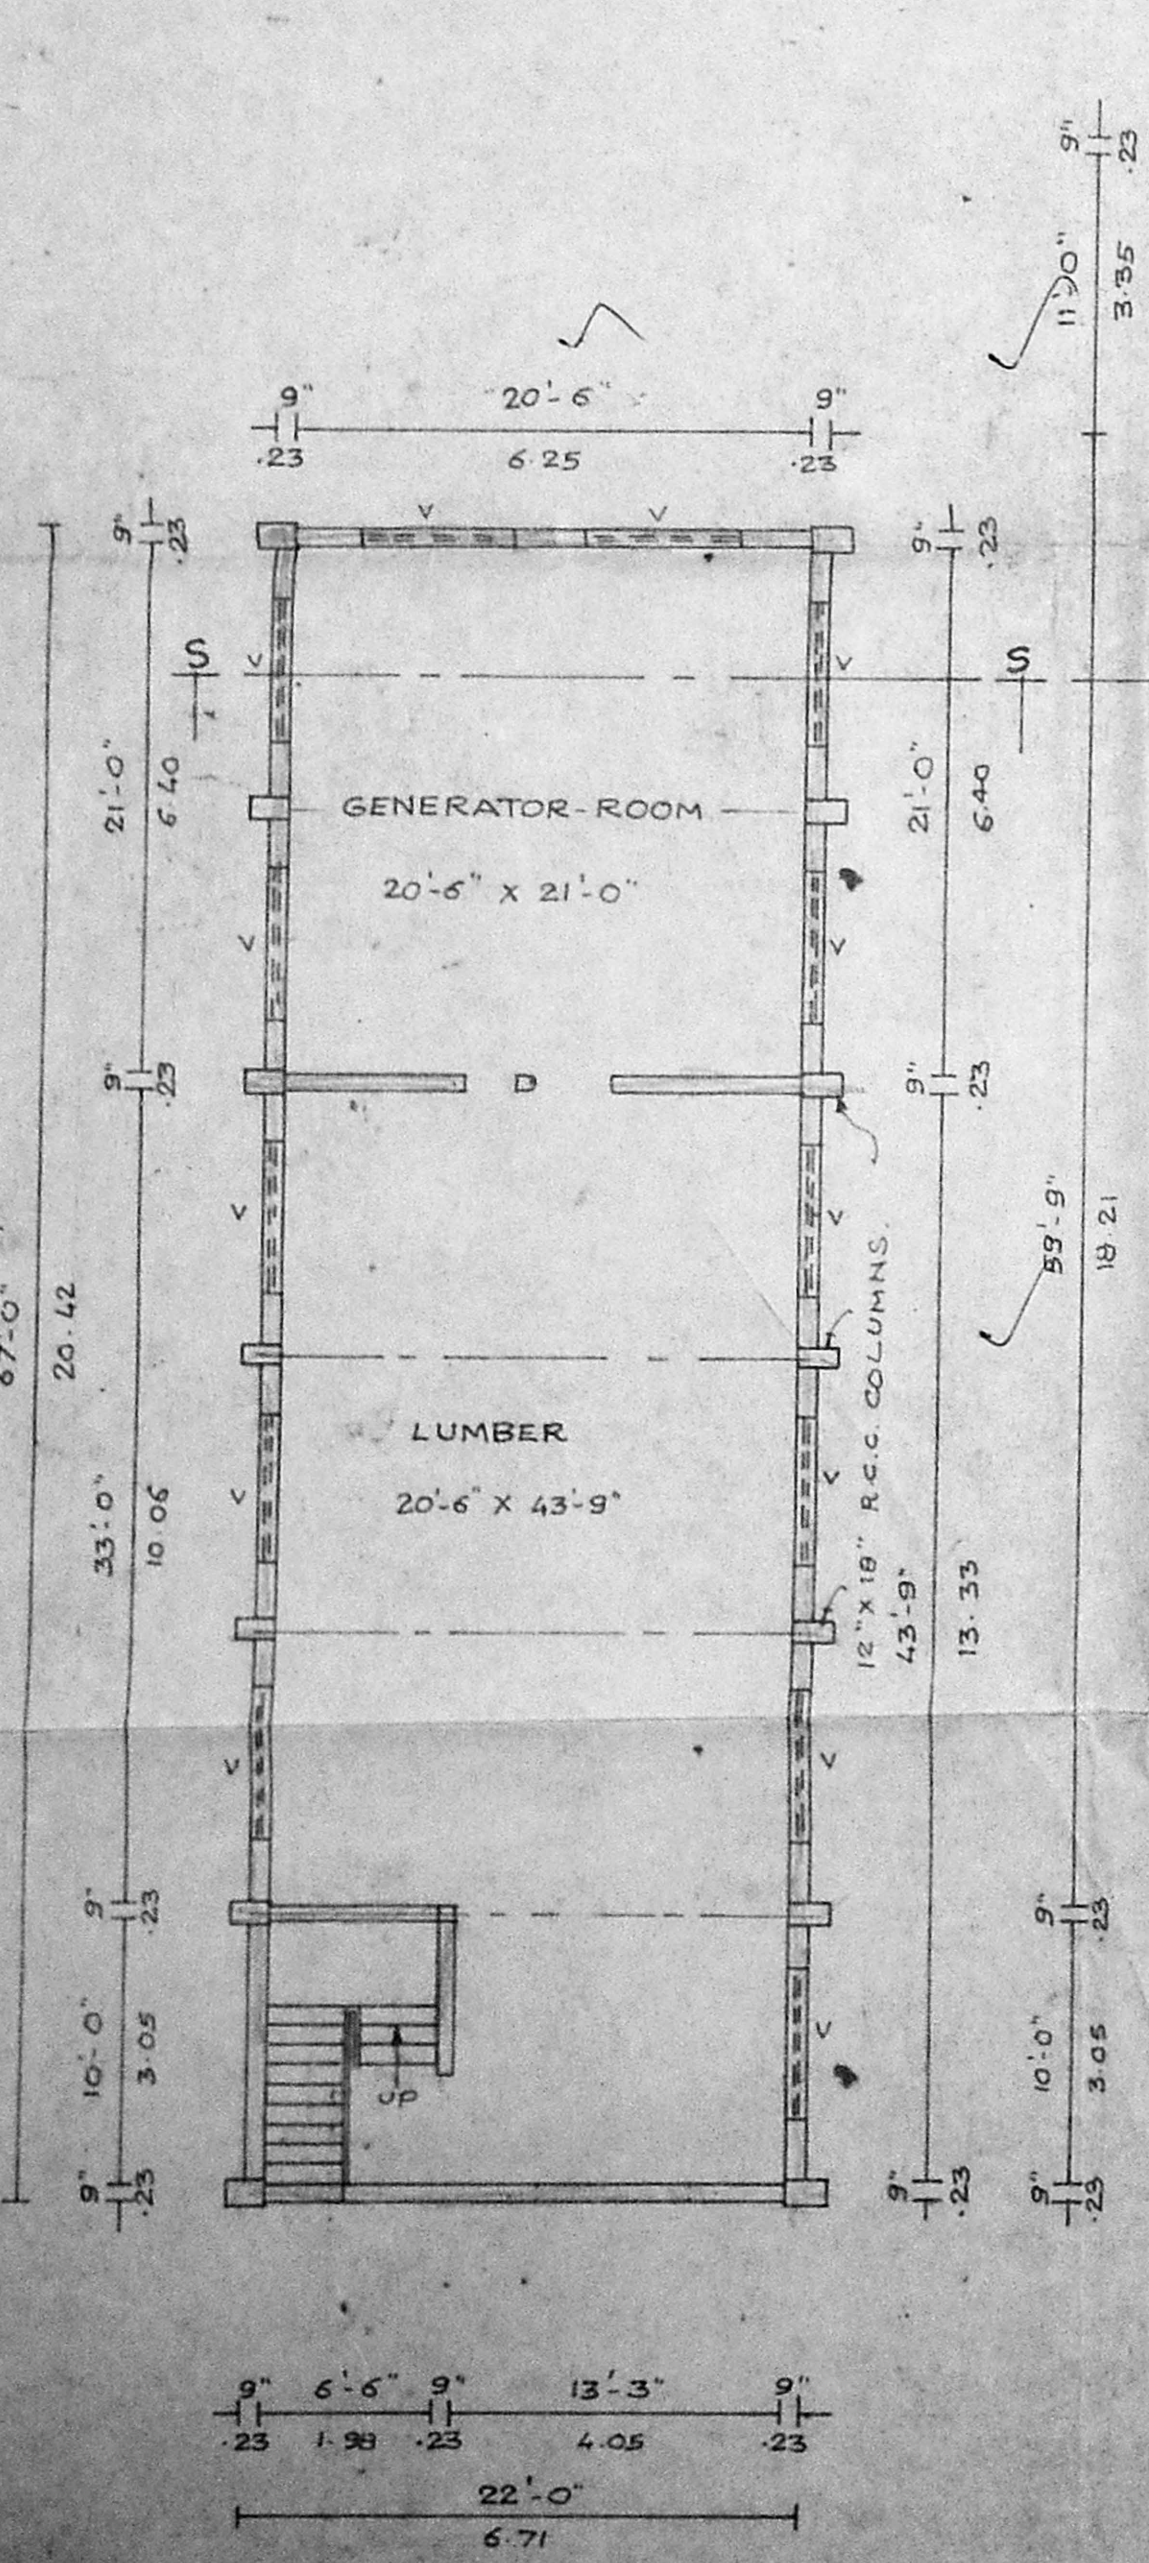 9"
.23
11'-0"
3.35
9" 20'-6" 9"
.23 6.25 .23
9"
.23
V V
9"
.23
S
<
V
S
21'-0"
6.40
GENERATOR-ROOM
20'-6" X 21'-0"
21'-0"
6.40
<
V
9"
.23
D
9"
.23
<
V
59'-9"
18.21
67'-0"
20.42
12" X 18" R.C.C. COLUMNS.
33'-0"
10.06
LUMBER
20'-6" X 43'-9"
<
V
43'-9"
13.33
<
V
9"
.23
9"
.23
10'-0"
3.05
UP
V
10'-0"
3.05
9"
.23
9"
.23
9"
.23
9" 6'-6" 9" 13'-3" 9"
.23 1.98 .23 4.05 .23
22'-0"
6.71